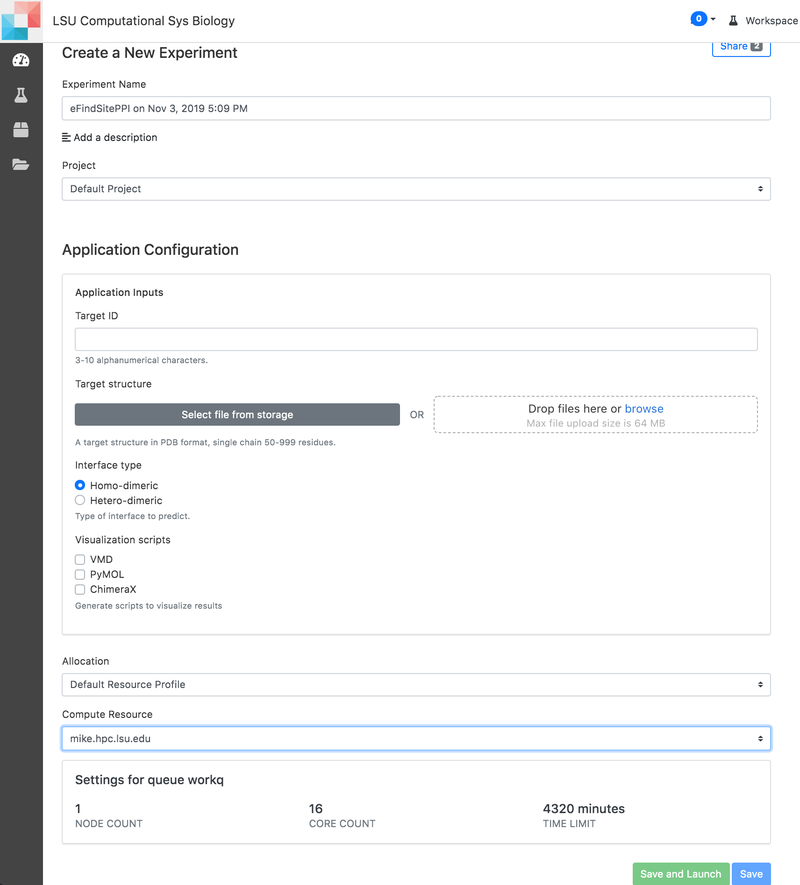 LSU Computational Sys Biology
0
Workspace
Create a New Experiment
Share 2
Experiment Name
eFindSitePPI on Nov 3, 2019 5:09 PM
Add a description
Project
Default Project
Application Configuration
Application Inputs
Target ID
3-10 alphanumerical characters.
Target structure
Select file from storage
OR
Drop files here or browse
Max file upload size is 64 MB
A target structure in PDB format, single chain 50-999 residues.
Interface type
Homo-dimeric
Hetero-dimeric
Type of interface to predict.
Visualization scripts
VMD
PyMOL
ChimeraX
Generate scripts to visualize results
Allocation
Default Resource Profile
Compute Resource
mike.hpc.lsu.edu
Settings for queue workq
1
NODE COUNT
16
CORE COUNT
4320 minutes
TIME LIMIT
Save and Launch
Save